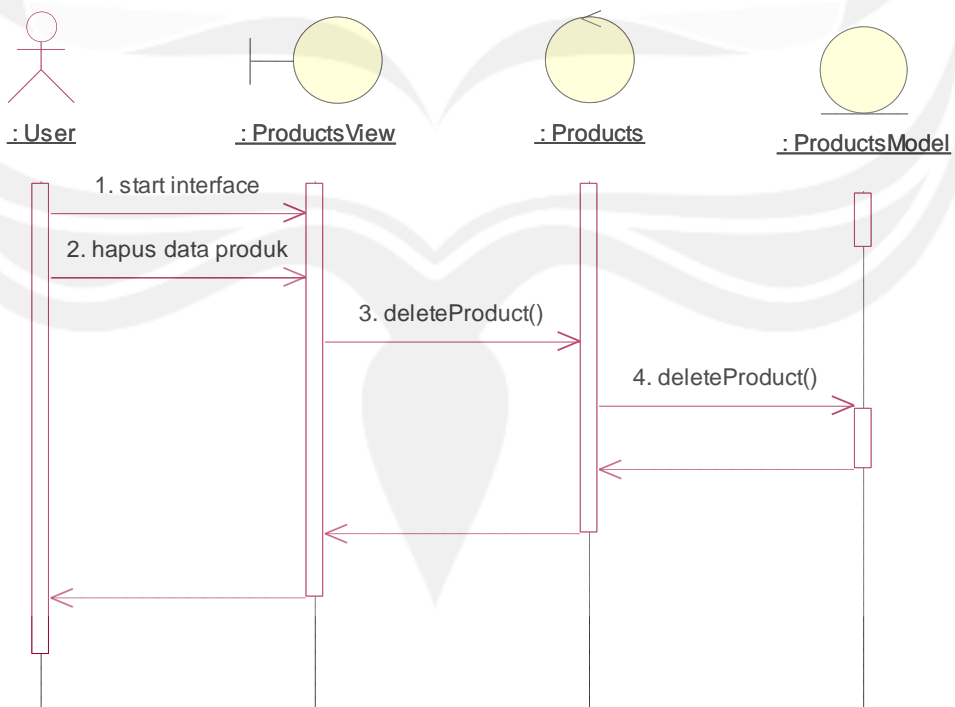 : User
: ProductsView
: Products
: ProductsModel
1. start interface
2. hapus data produk
3. deleteProduct()
4. deleteProduct()